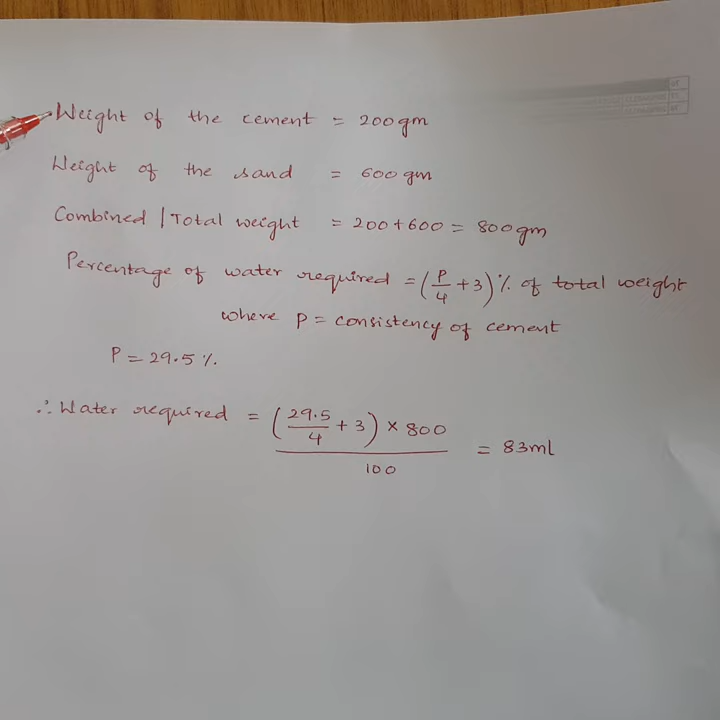 Weight of the cement = 200gm
Weight of the sand = 600gm
Combined | Total weight = 200+600 = 800gm
Percentage of water required = (P/4 + 3) % of total weight
where P = consistency of cement
P = 29.5 %
∴ Water required = (29.5/4 + 3) × 800 / 100 = 83ml